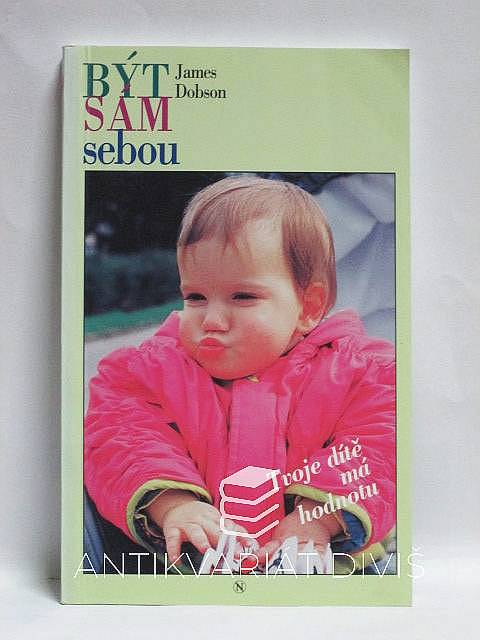 BÝT
James
Dobson
SÁM
sebou
Tvoje dítě
má
hodnotu
ANTIKVARIÁT DIVIŠ
N